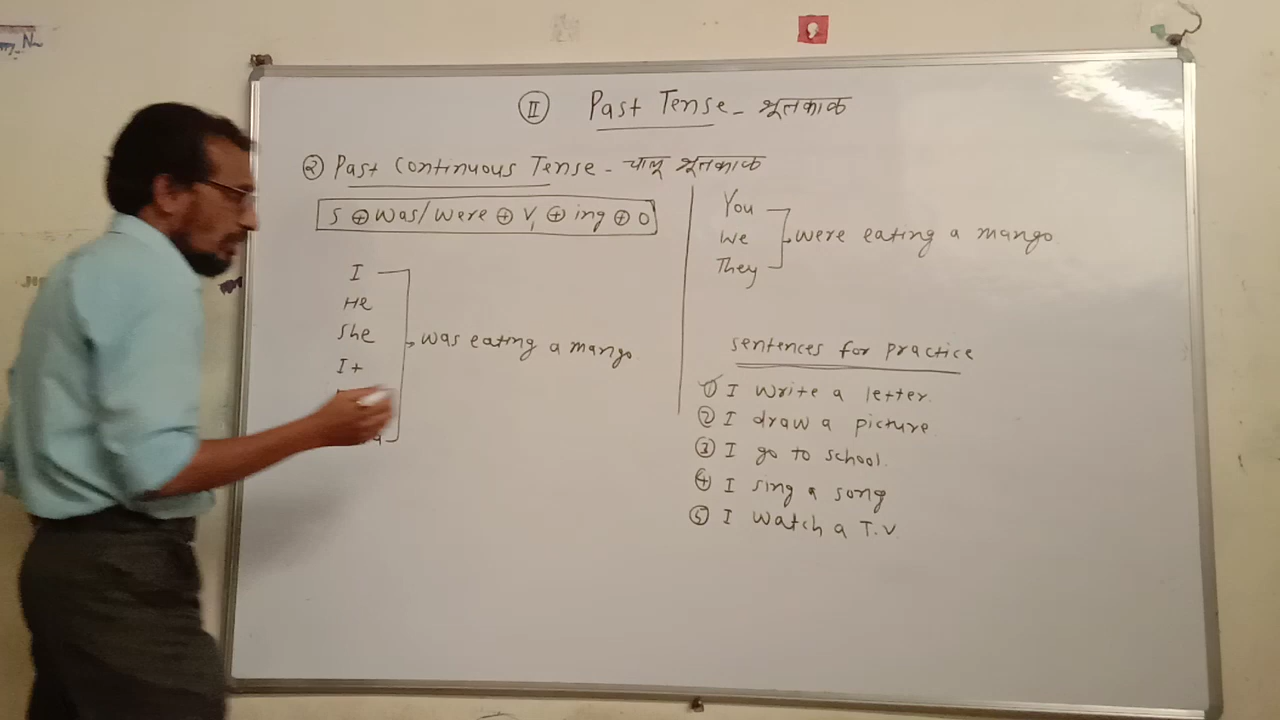 II Past Tense - भूतकाळ
② Past Continuous Tense - चालू भूतकाळ
S ⊕ was/were ⊕ V₁ ⊕ ing ⊕ O
I
He
She
It
was eating a mango
You
We
They
were eating a mango
sentences for practice
① I write a letter.
② I draw a picture
③ I go to school.
④ I sing a song
⑤ I watch a T.V